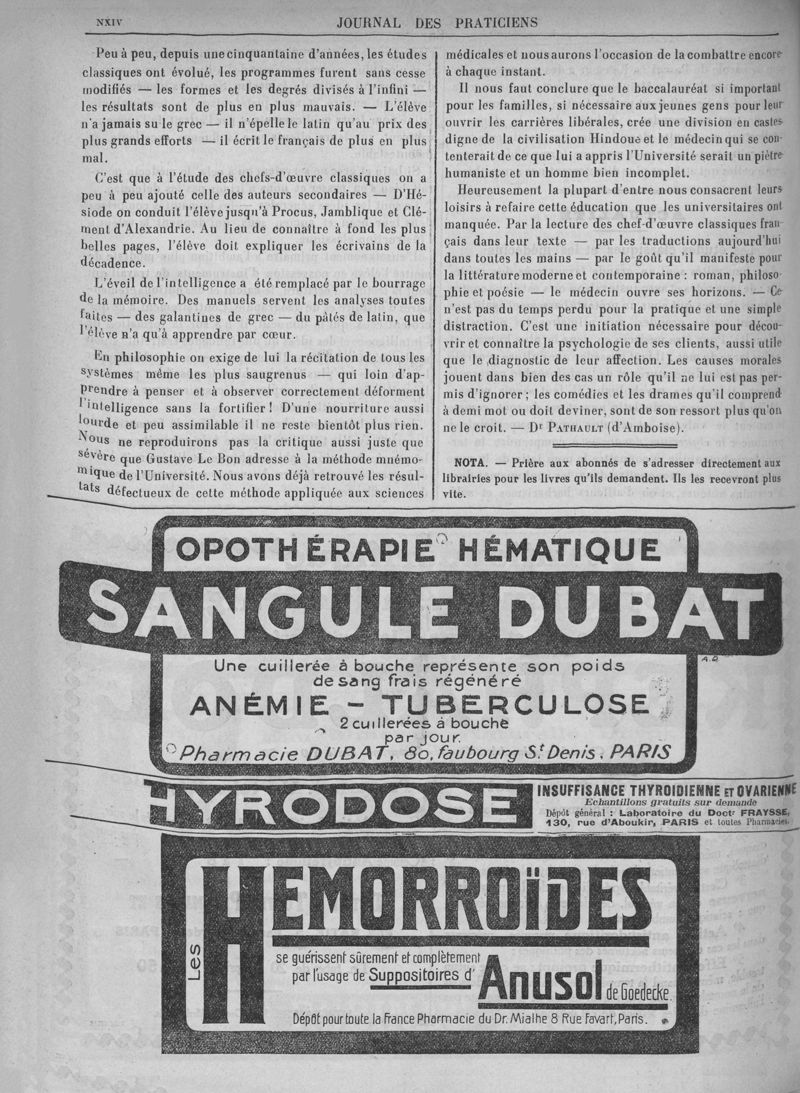 NXIV
JOURNAL DES PRATICIENS
Peu à peu, depuis une cinquantaine d'années, les études
classiques ont évolué, les programmes furent sans cesse
modifiés — les formes et les degrés divisés à l'infini —
les résultats sont de plus en plus mauvais. — L'élève
n'a jamais su le grec — il n'épelle le latin qu'au prix des
plus grands efforts — il écrit le français de plus en plus
mal.
C'est que à l'étude des chefs-d'œuvre classiques on a
peu à peu ajouté celle des auteurs secondaires — D'Hé-
siode on conduit l'élève jusqu'à Procus, Jamblique et Clé-
ment d'Alexandrie. Au lieu de connaître à fond les plus
belles pages, l'élève doit expliquer les écrivains de la
décadence.
L'éveil de l'intelligence a été remplacé par le bourrage
de la mémoire. Des manuels servent les analyses toutes
faites — des galantines de grec — du pâtés de latin, que
l'élève n'a qu'à apprendre par cœur.
En philosophie on exige de lui la récitation de tous les
systèmes même les plus saugrenus — qui loin d'ap-
prendre à penser et à observer correctement déforment
l'intelligence sans la fortifier! D'une nourriture aussi
lourde et peu assimilable il ne reste bientôt plus rien.
Nous ne reproduirons pas la critique aussi juste que
sévère que Gustave Le Bon adresse à la méthode mnémo-
mique de l'Université. Nous avons déjà retrouvé les résul-
tats défectueux de cette méthode appliquée aux sciences
médicales et nous aurons l'occasion de la combattre encore
à chaque instant.
Il nous faut conclure que le baccalauréat si important
pour les familles, si nécessaire aux jeunes gens pour leur
ouvrir les carrières libérales, crée une division en castes
digne de la civilisation Hindoue et le médecin qui se con-
tenterait de ce que lui a appris l'Université serait un piètre
humaniste et un homme bien incomplet.
Heureusement la plupart d'entre nous consacrent leurs
loisirs à refaire cette éducation que les universitaires ont
manquée. Par la lecture des chef-d'œuvre classiques fran-
çais dans leur texte — par les traductions aujourd'hui
dans toutes les mains — par le goût qu'il manifeste pour
la littérature moderne et contemporaine : roman, philoso-
phie et poésie — le médecin ouvre ses horizons. — Ce
n'est pas du temps perdu pour la pratique et une simple
distraction. C'est une initiation nécessaire pour décou-
vrir et connaître la psychologie de ses clients, aussi utile
que le diagnostic de leur affection. Les causes morales
jouent dans bien des cas un rôle qu'il ne lui est pas per-
mis d'ignorer ; les comédies et les drames qu'il comprend
à demi mot ou doit deviner, sont de son ressort plus qu'on
ne le croit. — Dr PATHAULT (d'Amboise).
NOTA. — Prière aux abonnés de s'adresser directement aux
librairies pour les livres qu'ils demandent. Ils les recevront plus
vite.
OPOTHÉRAPIE HÉMATIQUE
SANGULE DUBAT
A.D
Une cuillerée à bouche représente son poids
de sang frais régénéré
ANÉMIE - TUBERCULOSE
2 cuillerées à bouche
par jour.
Pharmacie DUBAT, 80, faubourg St Denis. PARIS
HYRODOSE
INSUFFISANCE THYROIDIENNE ET OVARIENNE
Echantillons gratuits sur demande
Dépôt général : Laboratoire du Doctr FRAYSSE,
130, rue d'Aboukir, PARIS et toutes Pharmacies.
LES HEMORROÏDES
se guérissent sûrement et complètement
par l'usage de Suppositoires d'
Anusol de Goedecke.
Dépôt pour toute la France Pharmacie du Dr. Mialhe 8 Rue Favart, Paris.